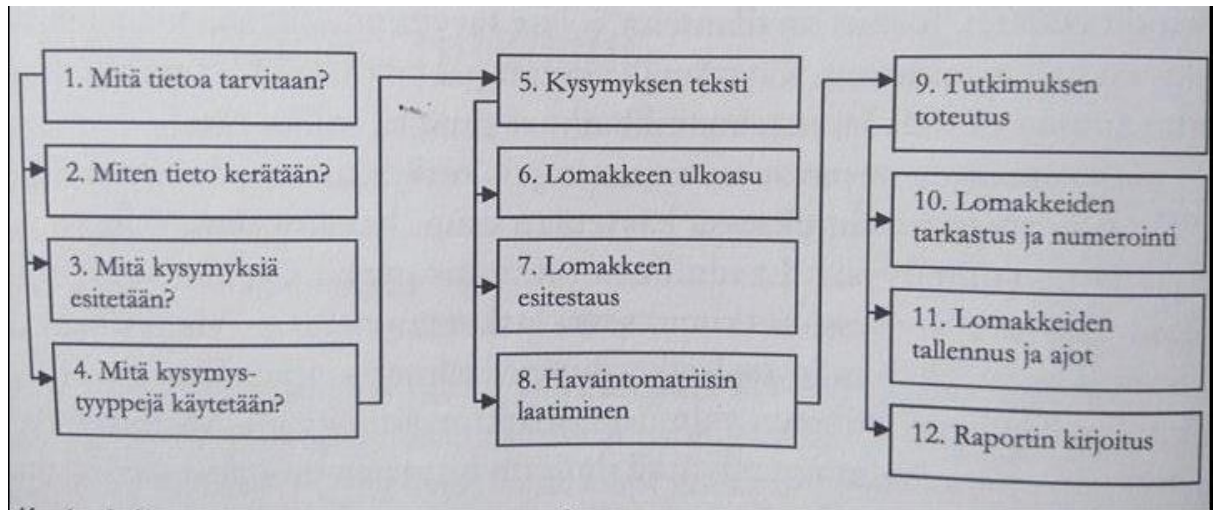 1. Mitä tietoa tarvitaan?
2. Miten tieto kerätään?
3. Mitä kysymyksiä
esitetään?
4. Mitä kysymys-
tyyppejä käytetään?
5. Kysymyksen teksti
6. Lomakkeen ulkoasu
7. Lomakkeen
esitestaus
8. Havaintomatriisin
laatiminen
9. Tutkimuksen
toteutus
10. Lomakkeiden
tarkastus ja numerointi
11. Lomakkeiden
tallennus ja ajot
12. Raportin kirjoitus